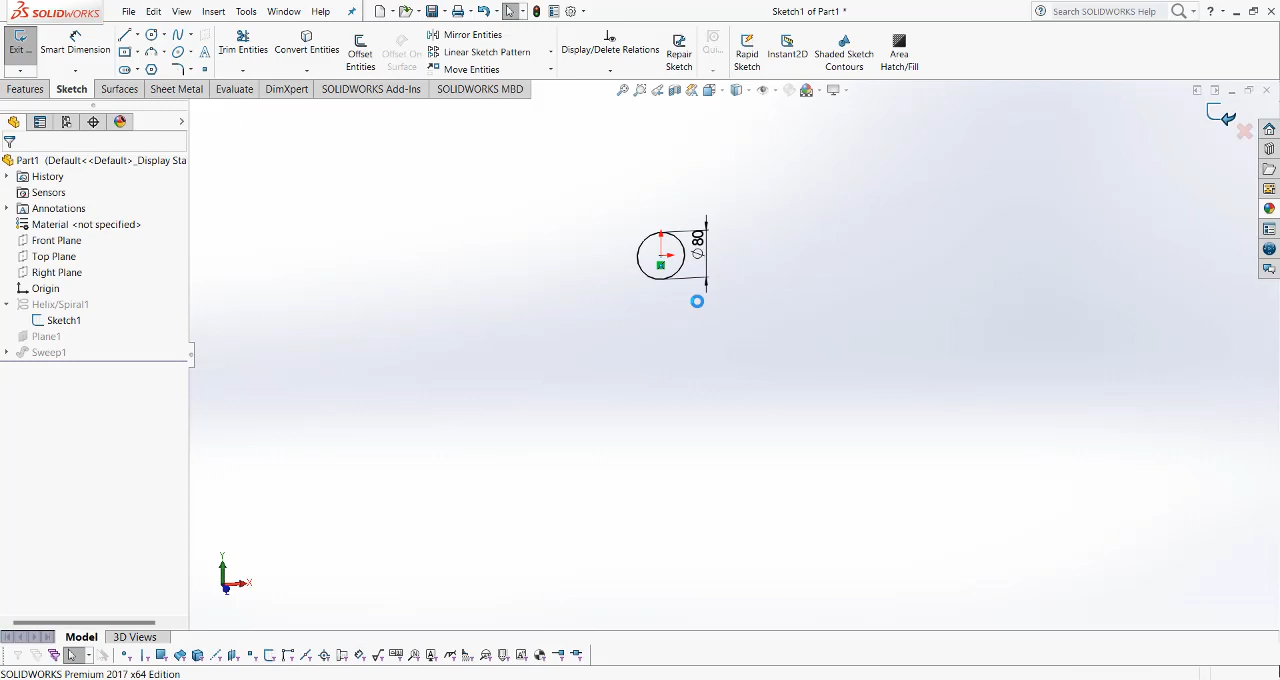 SOLIDWORKS File Edit View Insert Tools Window Help Sketch1 of Part1 * Search SOLIDWORKS Help ?
Exit ... Smart Dimension Trim Entities Convert Entities Offset Entities Offset On Surface Mirror Entities Linear Sketch Pattern Move Entities Display/Delete Relations Repair Sketch Qui... Rapid Sketch Instant2D Shaded Sketch Contours Area Hatch/Fill
Features Sketch Surfaces Sheet Metal Evaluate DimXpert SOLIDWORKS Add-Ins SOLIDWORKS MBD
Part1 (Default<<Default>_Display Sta
History
Sensors
Annotations
Material <not specified>
Front Plane
Top Plane
Right Plane
Origin
Helix/Spiral1
Sketch1
Plane1
Sweep1
∅ 80
Y
X
Model 3D Views
SOLIDWORKS Premium 2017 x64 Edition